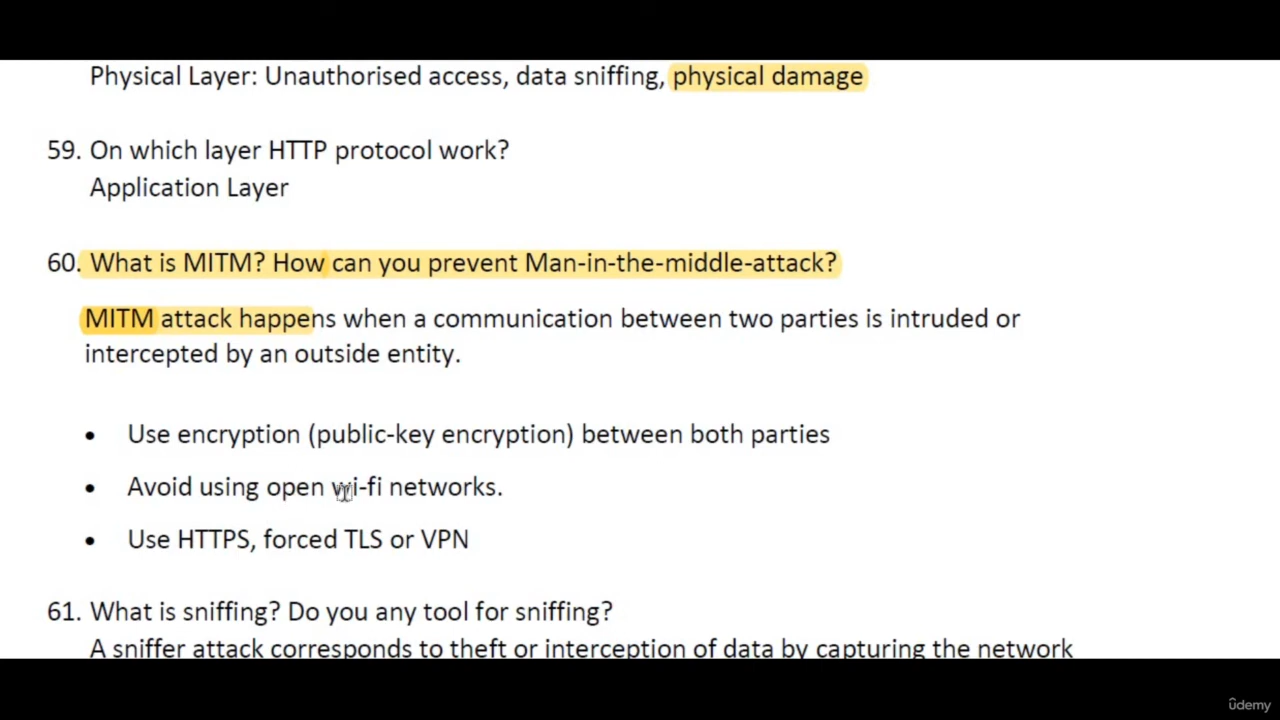 Physical Layer: Unauthorised access, data sniffing, physical damage
59. On which layer HTTP protocol work?
Application Layer
60. What is MITM? How can you prevent Man-in-the-middle-attack?
MITM attack happens when a communication between two parties is intruded or
intercepted by an outside entity.
• Use encryption (public-key encryption) between both parties
• Avoid using open wi-fi networks.
• Use HTTPS, forced TLS or VPN
61. What is sniffing? Do you any tool for sniffing?
A sniffer attack corresponds to theft or interception of data by capturing the network
ûdemy